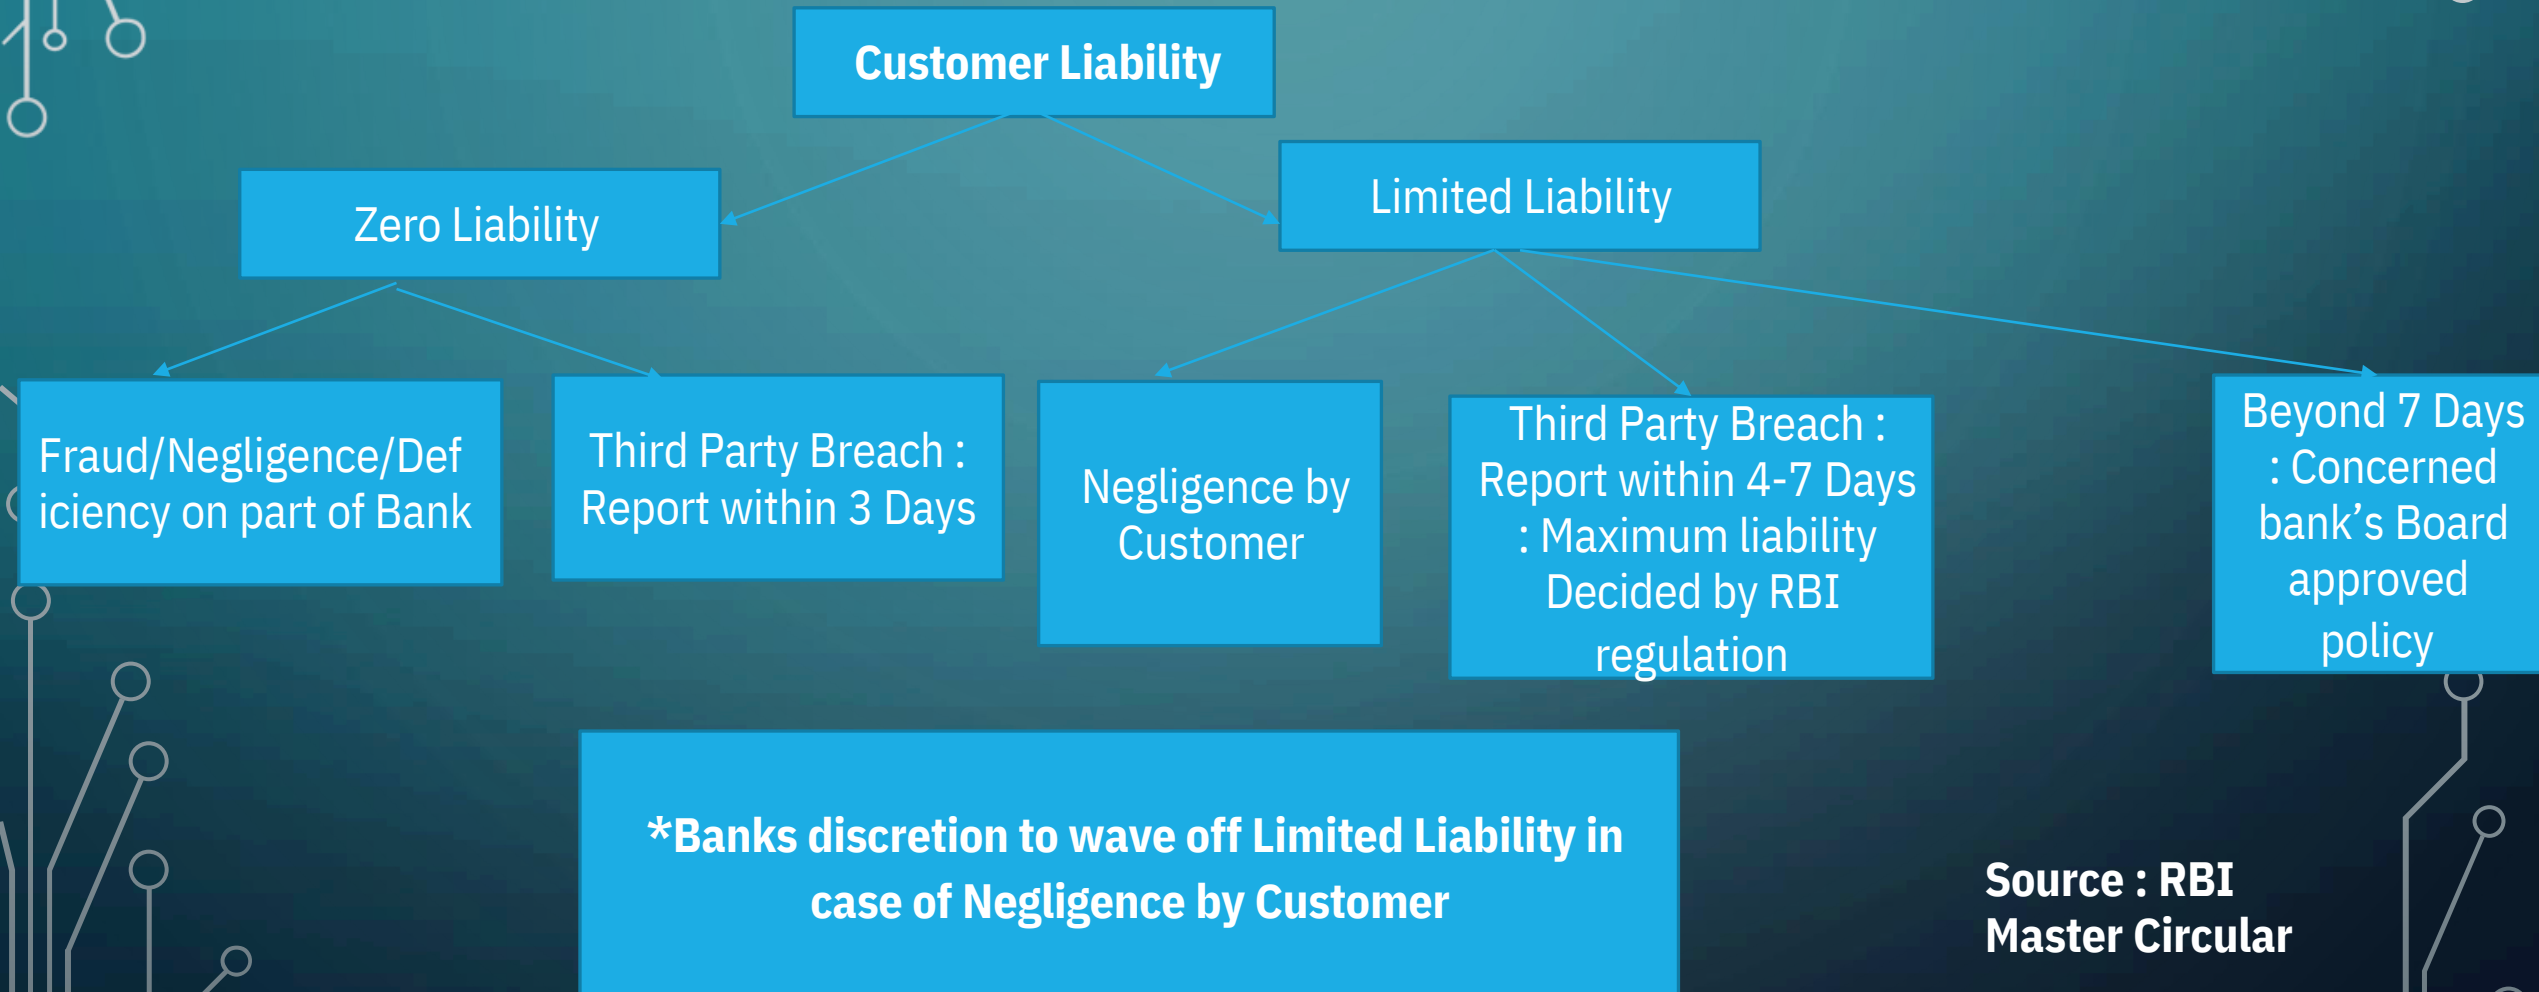 Customer Liability
Zero Liability
Limited Liability
Fraud/Negligence/Def
iciency on part of Bank
Third Party Breach :
Report within 3 Days
Negligence by
Customer
Third Party Breach :
Report within 4-7 Days
: Maximum liability
Decided by RBI
regulation
Beyond 7 Days
: Concerned
bank’s Board
approved
policy
*Banks discretion to wave off Limited Liability in
case of Negligence by Customer
Source : RBI
Master Circular